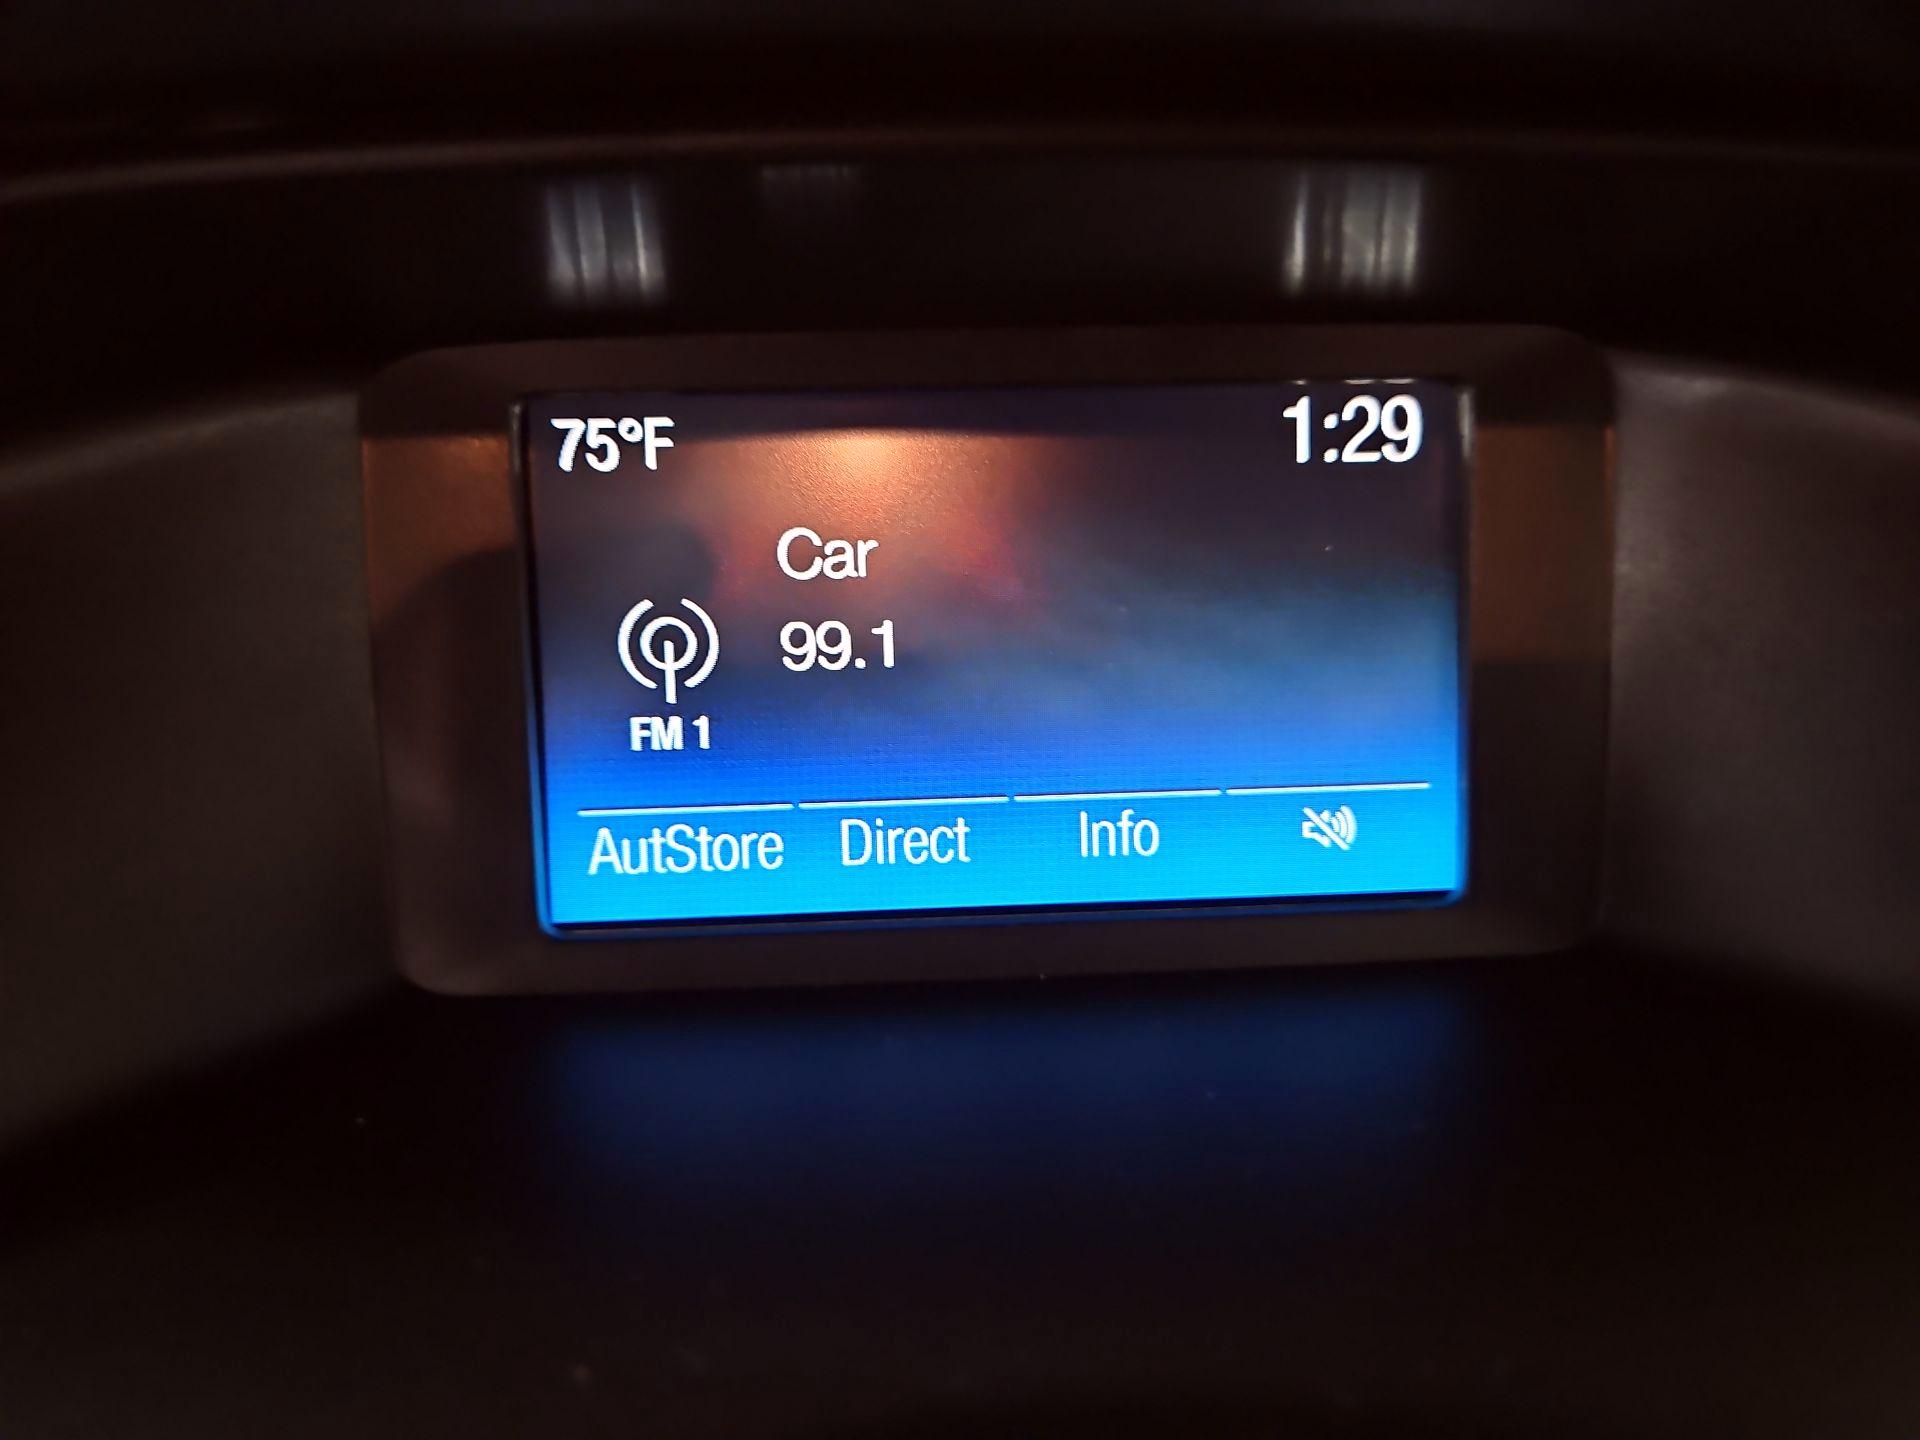 75°F 1:29
Car
99.1
FM 1
AutStore Direct Info